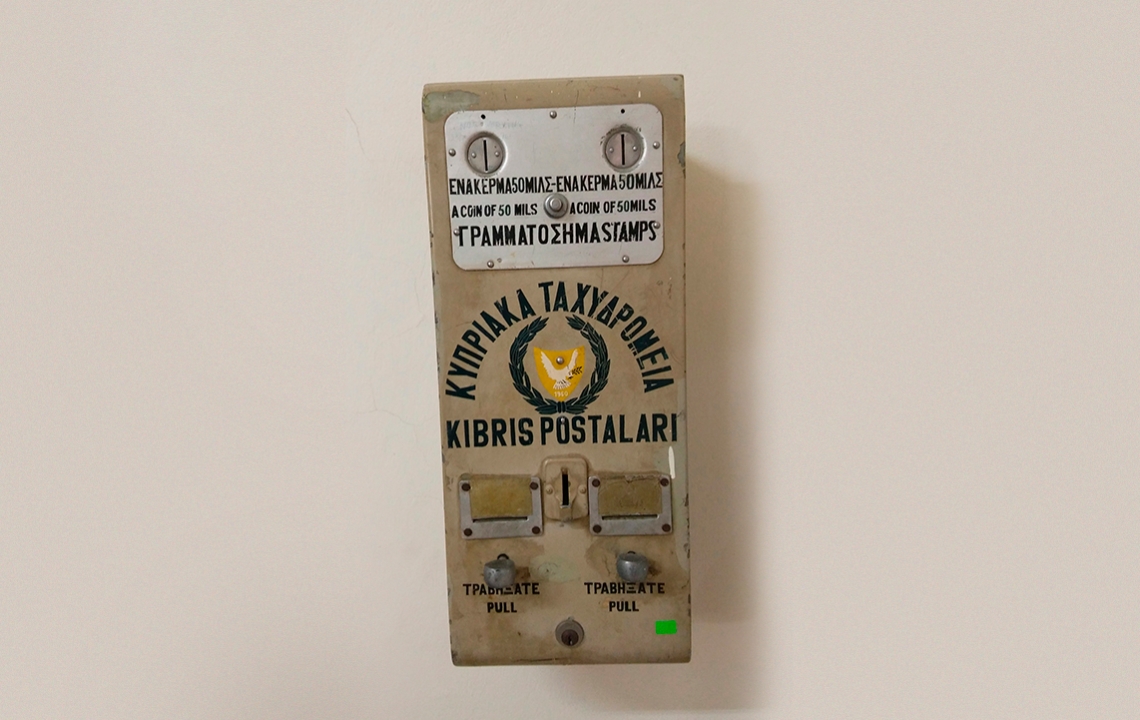 ΕΝΑ ΚΕΡΜΑ 50 ΜΙΛΣ-ΕΝΑ ΚΕΡΜΑ 50 ΜΙΛΣ
A COIN OF 50 MILS A COIN OF 50 MILS
ΓΡΑΜΜΑΤΟΣΗΜΑ STAMPS
ΚΥΠΡΙΑΚΑ ΤΑΧΥΔΡΟΜΕΙΑ
1960
KIBRIS POSTALARI
ΤΡΑΒΗΞΑΤΕ ΤΡΑΒΗΞΑΤΕ
PULL PULL